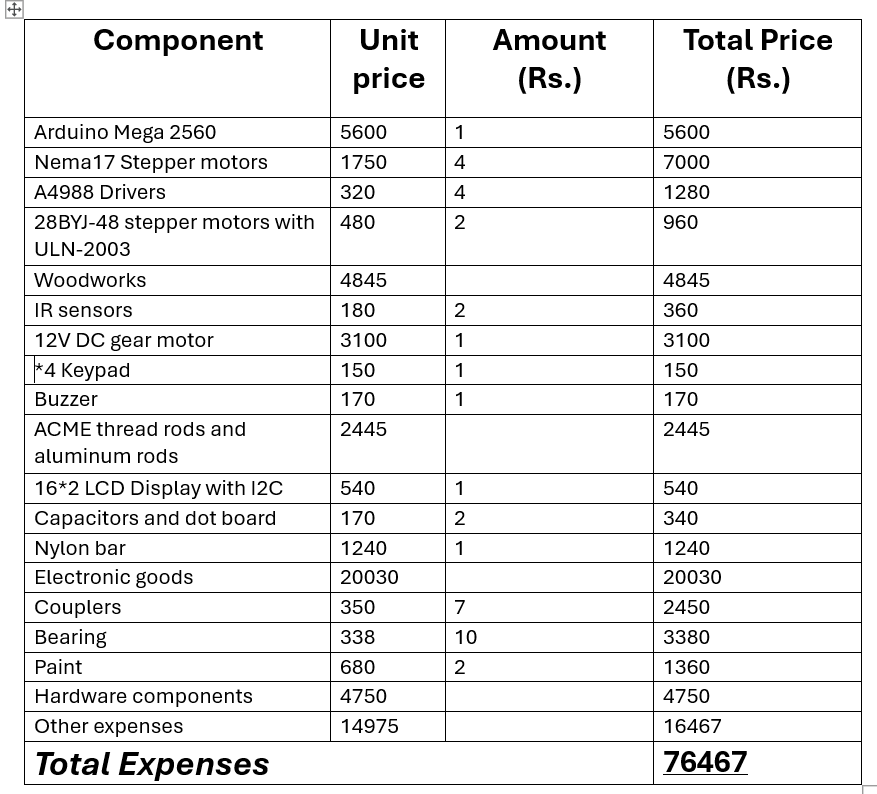 Component Unit price Amount (Rs.) Total Price (Rs.)
Arduino Mega 2560 5600 1 5600
Nema17 Stepper motors 1750 4 7000
A4988 Drivers 320 4 1280
28BYJ-48 stepper motors with ULN-2003 480 2 960
Woodworks 4845 4845
IR sensors 180 2 360
12V DC gear motor 3100 1 3100
*4 Keypad 150 1 150
Buzzer 170 1 170
ACME thread rods and aluminum rods 2445 2445
16*2 LCD Display with I2C 540 1 540
Capacitors and dot board 170 2 340
Nylon bar 1240 1 1240
Electronic goods 20030 20030
Couplers 350 7 2450
Bearing 338 10 3380
Paint 680 2 1360
Hardware components 4750 4750
Other expenses 14975 16467
Total Expenses 76467